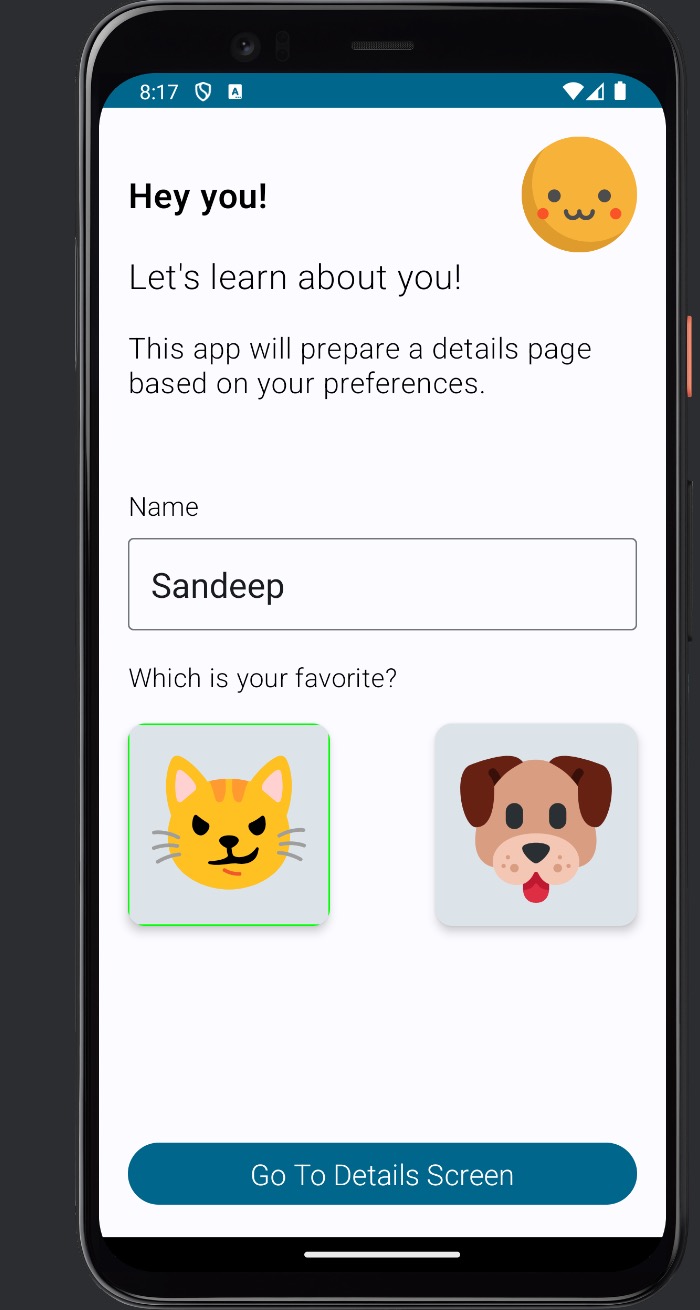 8:17
A
Hey you!
Let's learn about you!
This app will prepare a details page
based on your preferences.
Name
Sandeep
Which is your favorite?
Go To Details Screen